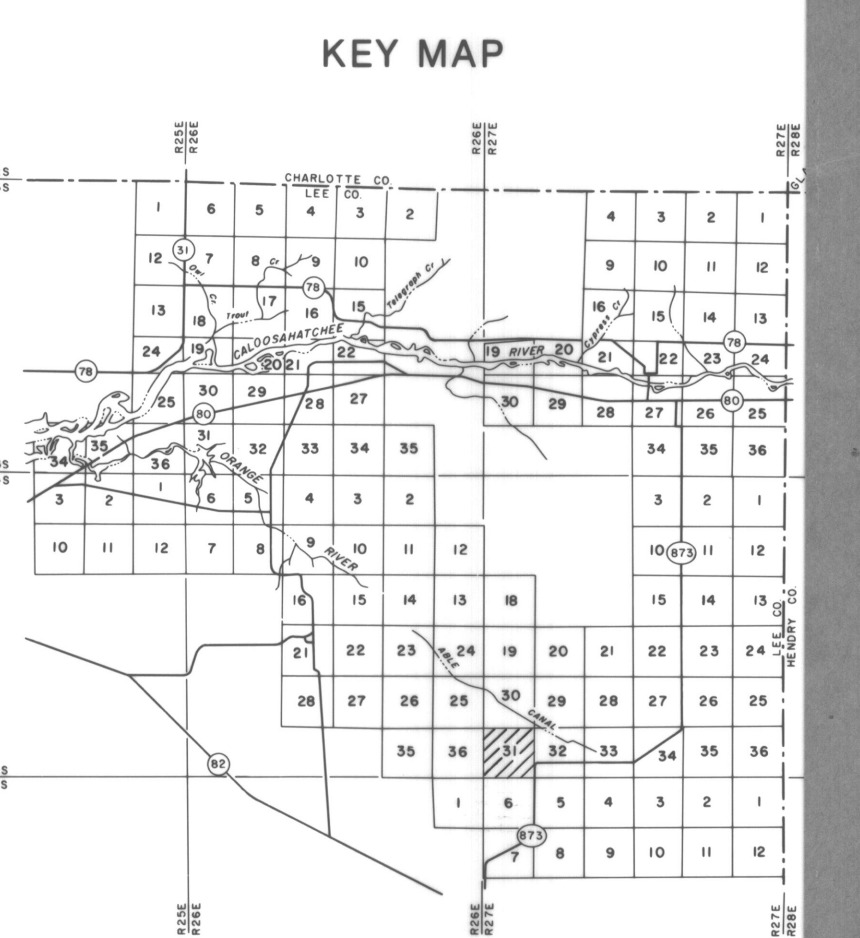 KEY MAP
R25E
R26E
R26E
R27E
R27E
R28E
S
S
CHARLOTTE CO.
LEE CO.
1 6 5 4 3 2 4 3 2 1
31
12 7 8 Cr 9 10 Telegraph Cr 9 10 11 12
Owl Cr.
78
13 18 17 16 15 16 15 14 13
Trout
Cypress Cr
CALOOSAHATCHEE
24 19 20 21 22 19 RIVER 20 21 22 23 78 24
78
25 30 29 28 27 30 29 28 27 26 80 25
80
34 35 36 31 32 33 34 35 34 35 36
ORANGE
S
S
3 2 1 6 5 4 3 2 3 2 1
10 11 12 7 8 9 RIVER 10 11 12 10 873 11 12
16 15 14 13 18 15 14 13
LEE CO.
HENDRY CO.
21 22 23 24 19 20 21 22 23 24
ABLE
28 27 26 25 30 29 28 27 26 25
CANAL
35 36 31 32 33 34 35 36
82
S
S
1 6 5 4 3 2 1
873
7 8 9 10 11 12
R25E
R26E
R26E
R27E
R27E
R28E